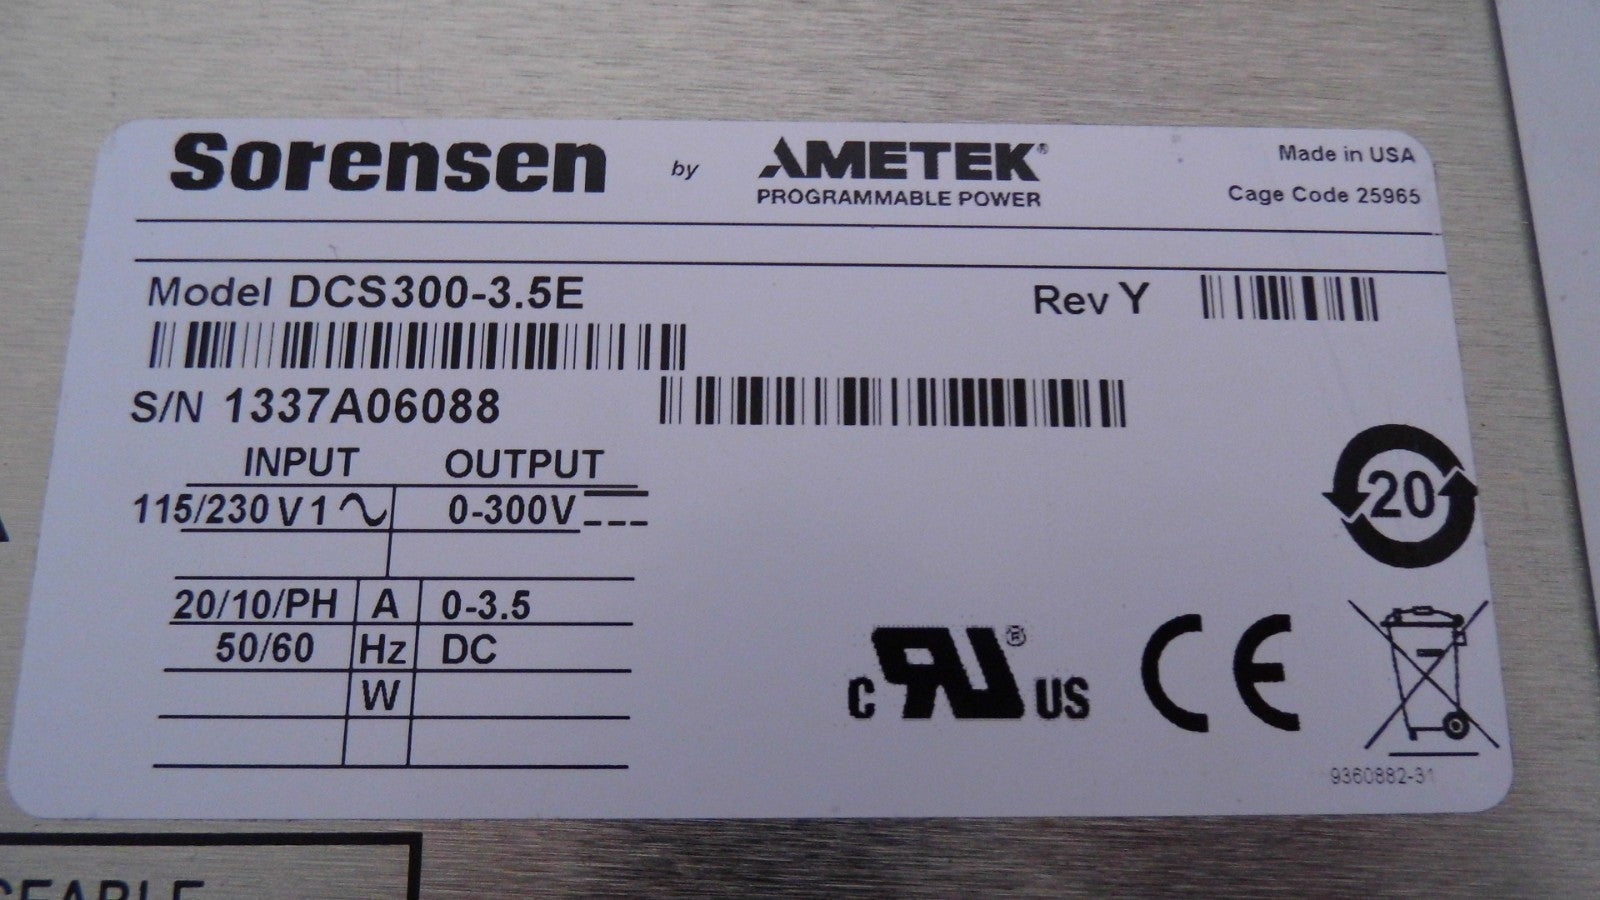 Sorensen by AMETEK®
PROGRAMMABLE POWER
Made in USA
Cage Code 25965
Model DCS300-3.5E
Rev Y
S/N 1337A06088
INPUT OUTPUT
115/230 V 1 ∿ 0-300V
20/10/PH A 0-3.5
50/60 Hz DC
W
20
c RU® US
CE
9360882-31